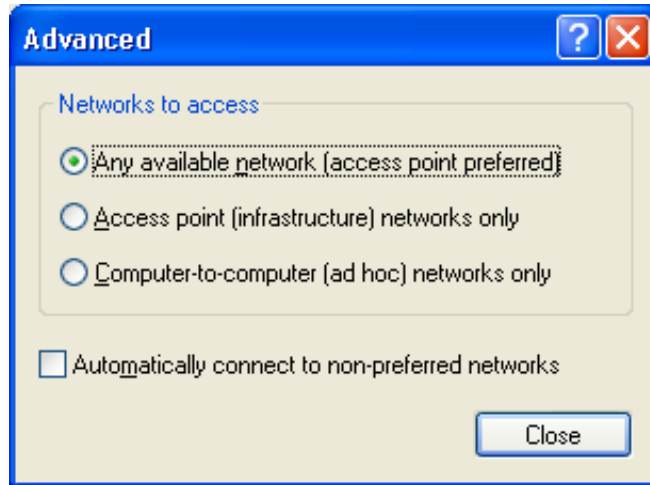 Advanced
?
Networks to access
Any available network (access point preferred)
Access point (infrastructure) networks only
Computer-to-computer (ad hoc) networks only
Automatically connect to non-preferred networks
Close